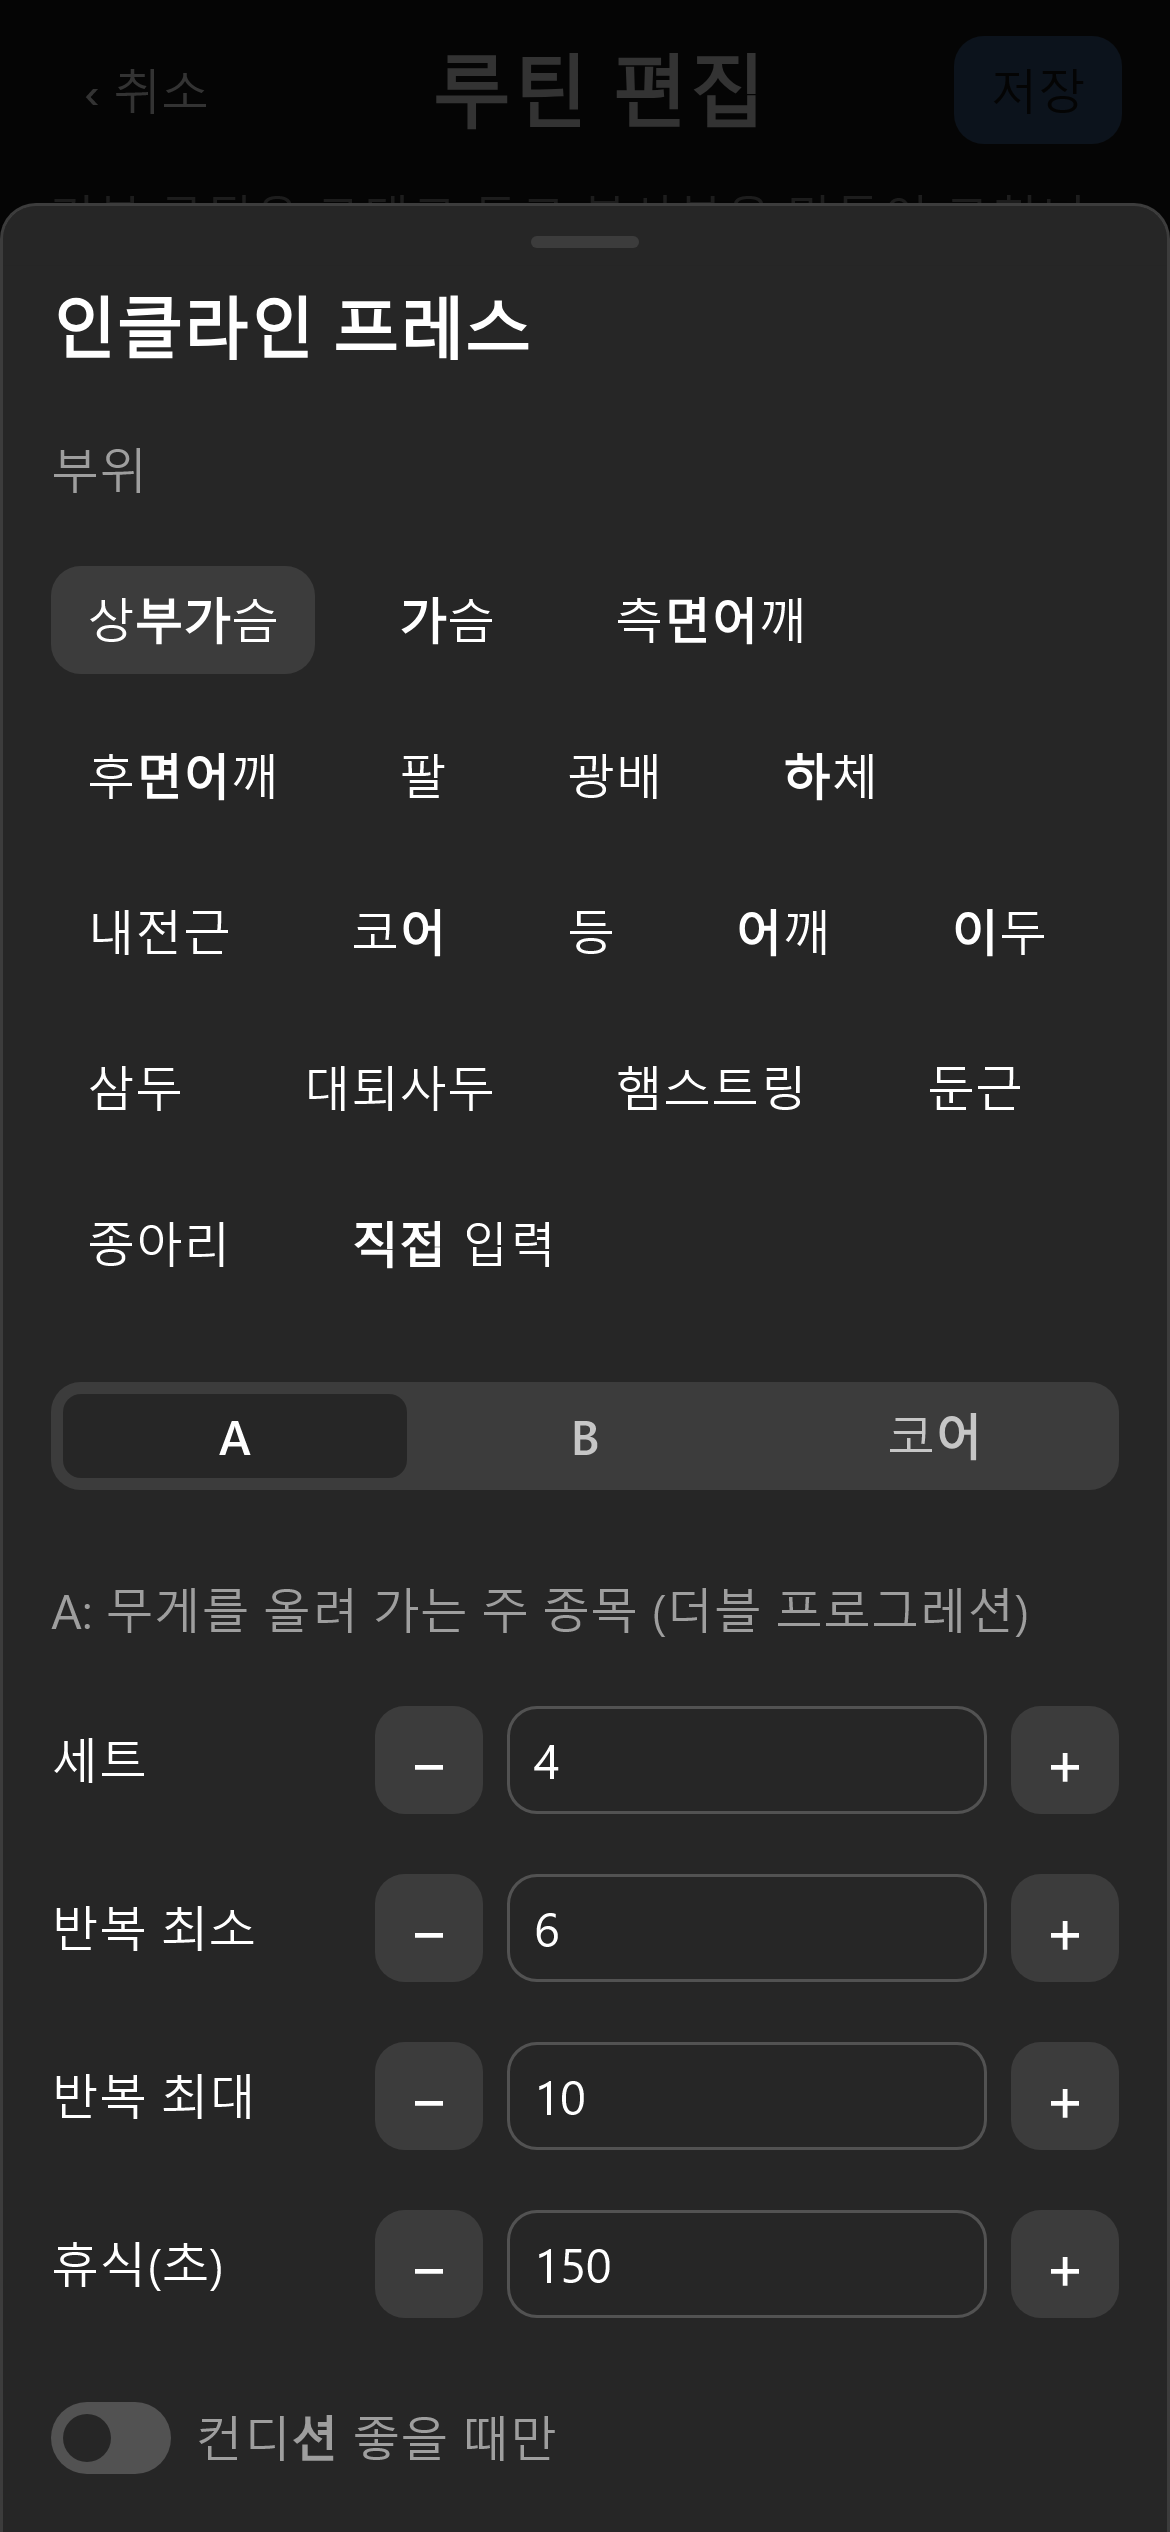 ‹ 취소
루틴 편집
저장
인클라인 프레스
부위
상부가슴 가슴 측면어깨
후면어깨 팔 광배 하체
내전근 코어 등 어깨 이두
삼두 대퇴사두 햄스트링 둔근
종아리 직접 입력
A B 코어
A: 무게를 올려 가는 주 종목 (더블 프로그레션)
세트 − 4 +
반복 최소 − 6 +
반복 최대 − 10 +
휴식(초) − 150 +
컨디션 좋을 때만